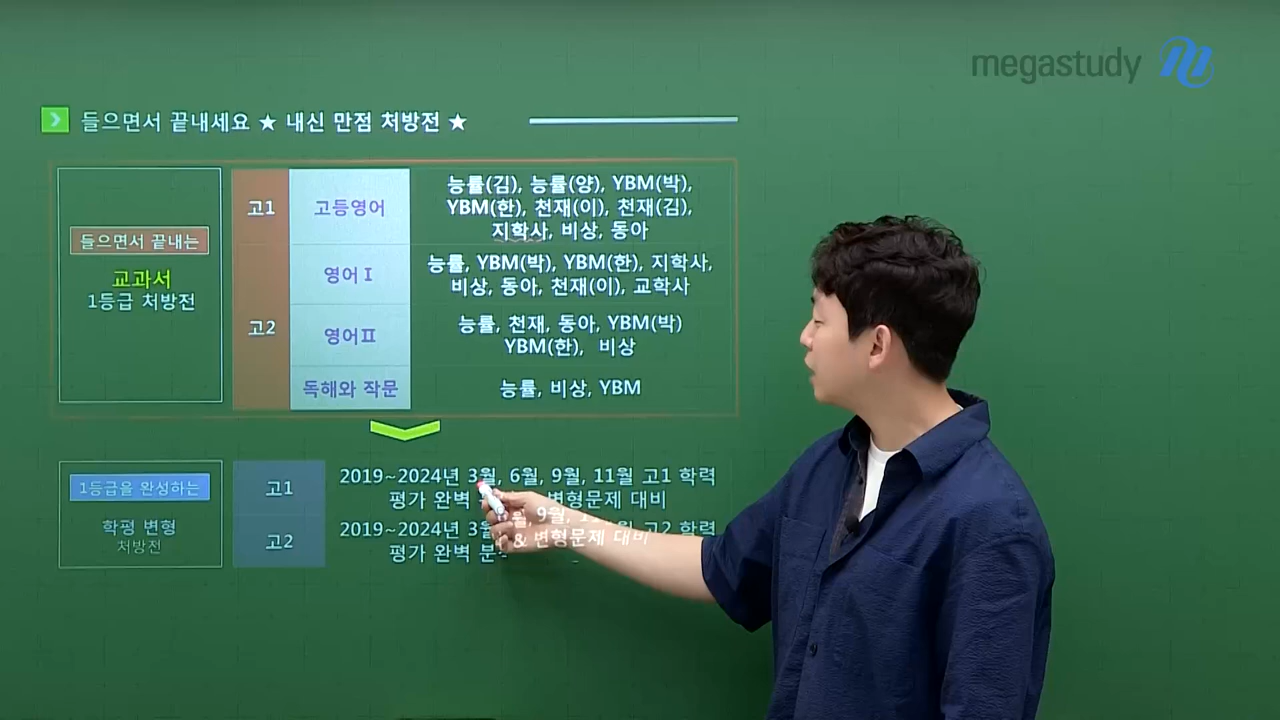 megastudy
들으면서 끝내세요 ★ 내신 만점 처방전 ★
들으면서 끝내는
교과서
1등급 처방전
고1
고등영어
능률(김), 능률(양), YBM(박),
YBM(한), 천재(이), 천재(김),
지학사, 비상, 동아
고2
영어Ⅰ
능률, YBM(박), YBM(한), 지학사,
비상, 동아, 천재(이), 교학사
영어Ⅱ
능률, 천재, 동아, YBM(박)
YBM(한), 비상
독해와 작문
능률, 비상, YBM
1등급을 완성하는
학평 변형
처방전
고1
2019~2024년 3월, 6월, 9월, 11월 고1 학력
평가 완벽 변형문제 대비
고2
2019~2024년 3월, 9월, 고2 학력
평가 완벽 & 변형문제 대비